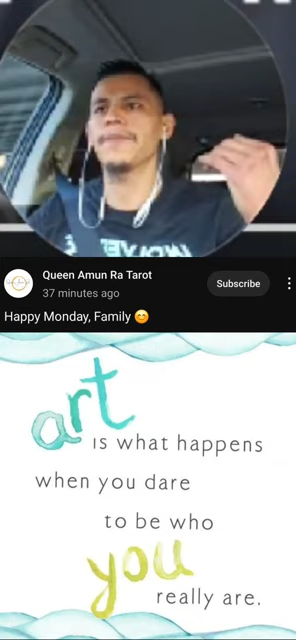 Queen Amun Ra Tarot
37 minutes ago
Subscribe
Happy Monday, Family 😊
art
is what happens
when you dare
to be who
you
really are.